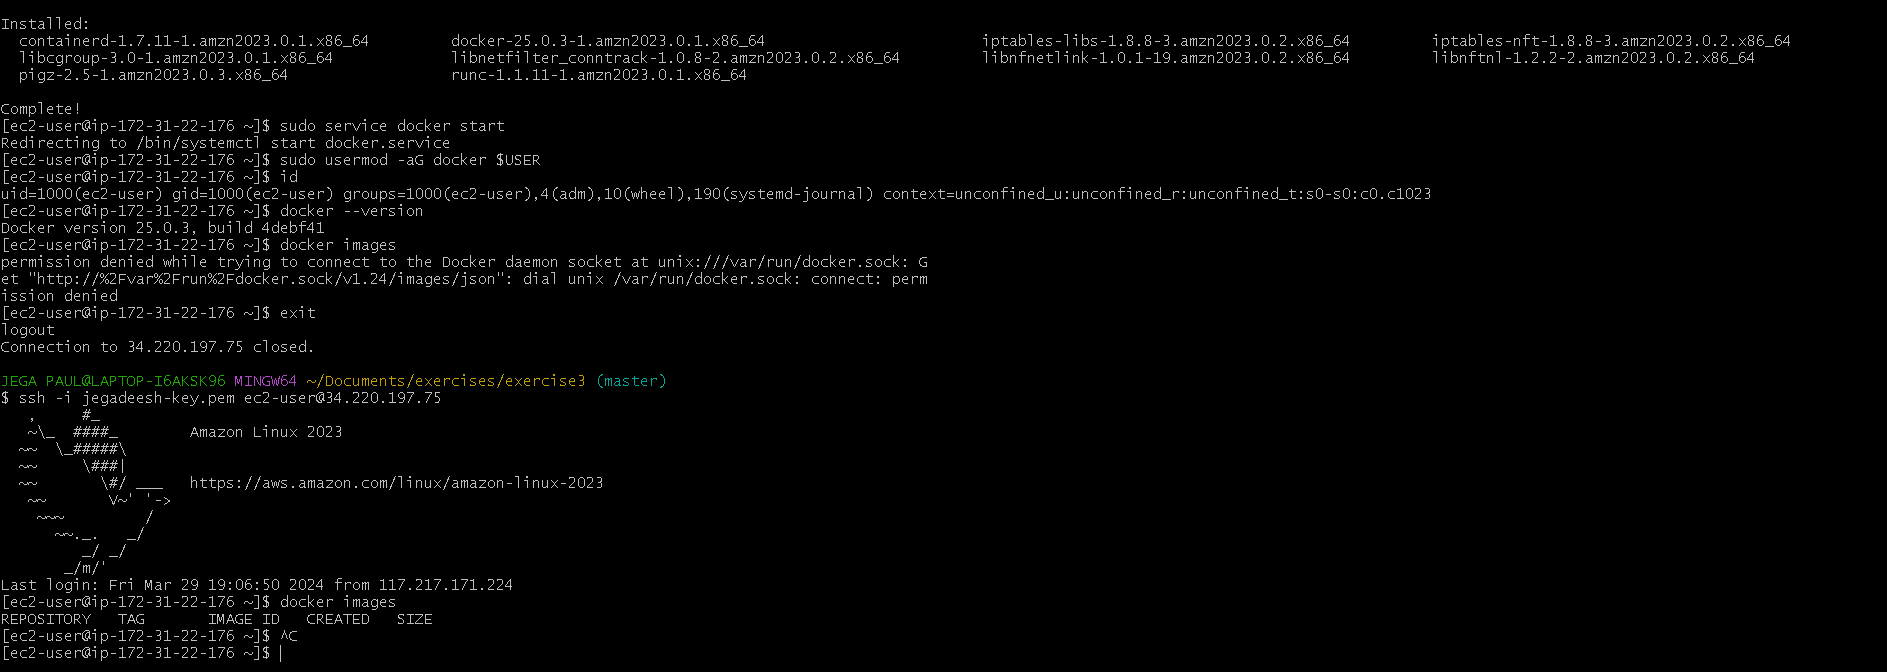 Installed:
  containerd-1.7.11-1.amzn2023.0.1.x86_64         docker-25.0.3-1.amzn2023.0.1.x86_64                        iptables-libs-1.8.8-3.amzn2023.0.2.x86_64         iptables-nft-1.8.8-3.amzn2023.0.2.x86_64
  libcgroup-3.0-1.amzn2023.0.1.x86_64             libnetfilter_conntrack-1.0.8-2.amzn2023.0.2.x86_64         libnfnetlink-1.0.1-19.amzn2023.0.2.x86_64         libnftnl-1.2.2-2.amzn2023.0.2.x86_64
  pigz-2.5-1.amzn2023.0.3.x86_64                  runc-1.1.11-1.amzn2023.0.1.x86_64

Complete!
[ec2-user@ip-172-31-22-176 ~]$ sudo service docker start
Redirecting to /bin/systemctl start docker.service
[ec2-user@ip-172-31-22-176 ~]$ sudo usermod -aG docker $USER
[ec2-user@ip-172-31-22-176 ~]$ id
uid=1000(ec2-user) gid=1000(ec2-user) groups=1000(ec2-user),4(adm),10(wheel),190(systemd-journal) context=unconfined_u:unconfined_r:unconfined_t:s0-s0:c0.c1023
[ec2-user@ip-172-31-22-176 ~]$ docker --version
Docker version 25.0.3, build 4debf41
[ec2-user@ip-172-31-22-176 ~]$ docker images
permission denied while trying to connect to the Docker daemon socket at unix:///var/run/docker.sock: G
et "http://%2Fvar%2Frun%2Fdocker.sock/v1.24/images/json": dial unix /var/run/docker.sock: connect: perm
ission denied
[ec2-user@ip-172-31-22-176 ~]$ exit
logout
Connection to 34.220.197.75 closed.

JEGA PAUL@LAPTOP-I6AKSK96 MINGW64 ~/Documents/exercises/exercise3 (master)
$ ssh -i jegadeesh-key.pem ec2-user@34.220.197.75
   ,     #_
   ~\_  ####_        Amazon Linux 2023
  ~~  \_#####\
  ~~     \###|
  ~~       \#/ ___   https://aws.amazon.com/linux/amazon-linux-2023
   ~~       V~' '->
    ~~~         /
      ~~._.   _/
         _/ _/
       _/m/'
Last login: Fri Mar 29 19:06:50 2024 from 117.217.171.224
[ec2-user@ip-172-31-22-176 ~]$ docker images
REPOSITORY   TAG       IMAGE ID   CREATED   SIZE
[ec2-user@ip-172-31-22-176 ~]$ ^C
[ec2-user@ip-172-31-22-176 ~]$